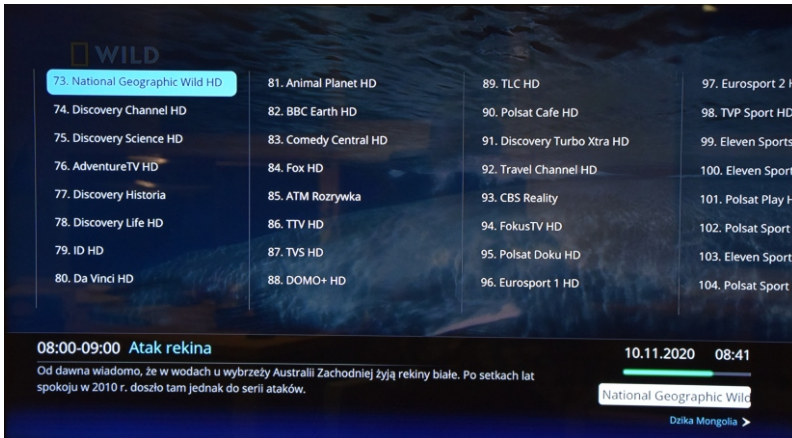 WILD
73. National Geographic Wild HD
74. Discovery Channel HD
75. Discovery Science HD
76. AdventureTV HD
77. Discovery Historia
78. Discovery Life HD
79. ID HD
80. Da Vinci HD
81. Animal Planet HD
82. BBC Earth HD
83. Comedy Central HD
84. Fox HD
85. ATM Rozrywka
86. TTV HD
87. TVS HD
88. DOMO+ HD
89. TLC HD
90. Polsat Cafe HD
91. Discovery Turbo Xtra HD
92. Travel Channel HD
93. CBS Reality
94. FokusTV HD
95. Polsat Doku HD
96. Eurosport 1 HD
97. Eurosport 2 H
98. TVP Sport HD
99. Eleven Sports
100. Eleven Sport
101. Polsat Play H
102. Polsat Sport
103. Eleven Sport
104. Polsat Sport
08:00-09:00 Atak rekina
Od dawna wiadomo, że w wodach u wybrzeży Australii Zachodniej żyją rekiny białe. Po setkach lat
spokoju w 2010 r. doszło tam jednak do serii ataków.
10.11.2020 08:41
National Geographic Wild
Dzika Mongolia >